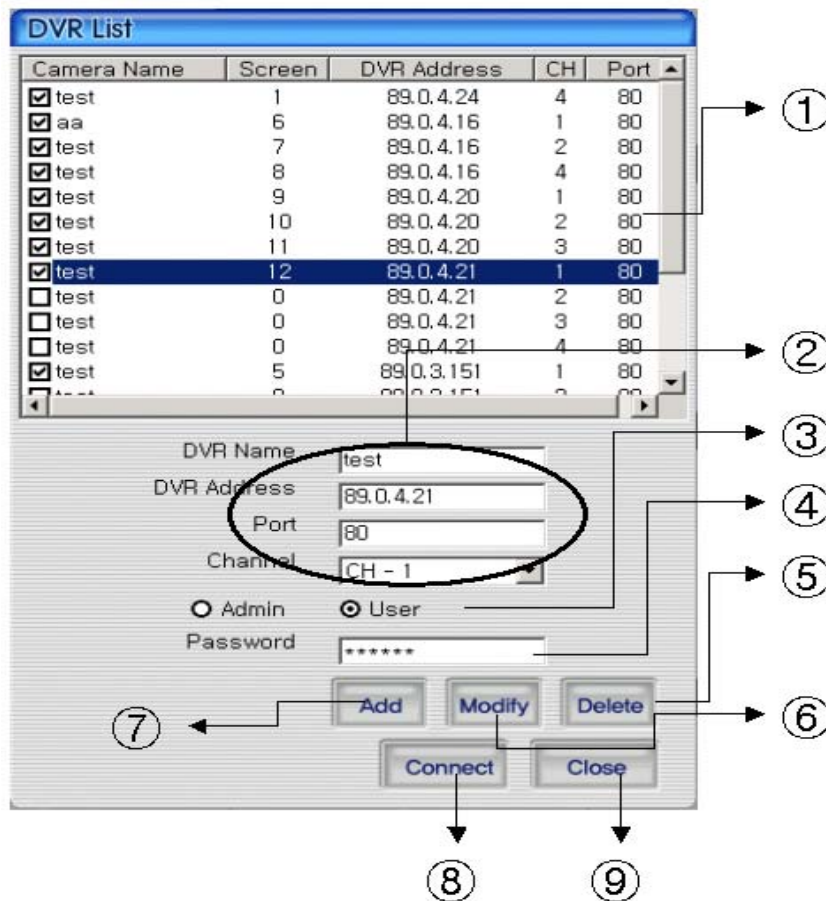 DVR List
Camera Name Screen DVR Address CH Port
test 1 89.0.4.24 4 80
①
aa 6 89.0.4.16 1 80
test 7 89.0.4.16 2 80
test 8 89.0.4.16 4 80
test 9 89.0.4.20 1 80
test 10 89.0.4.20 2 80
test 11 89.0.4.20 3 80
test 12 89.0.4.21 1 80
test 0 89.0.4.21 2 80
test 0 89.0.4.21 3 80
test 0 89.0.4.21 4 80
②
test 5 89.0.3.151 1 80
③
DVR Name test
DVR Address 89.0.4.21
④
Port 80
Channel CH - 1
⑤
Admin User
Password ******
Add Modify Delete
⑥
⑦
Connect Close
⑧ ⑨